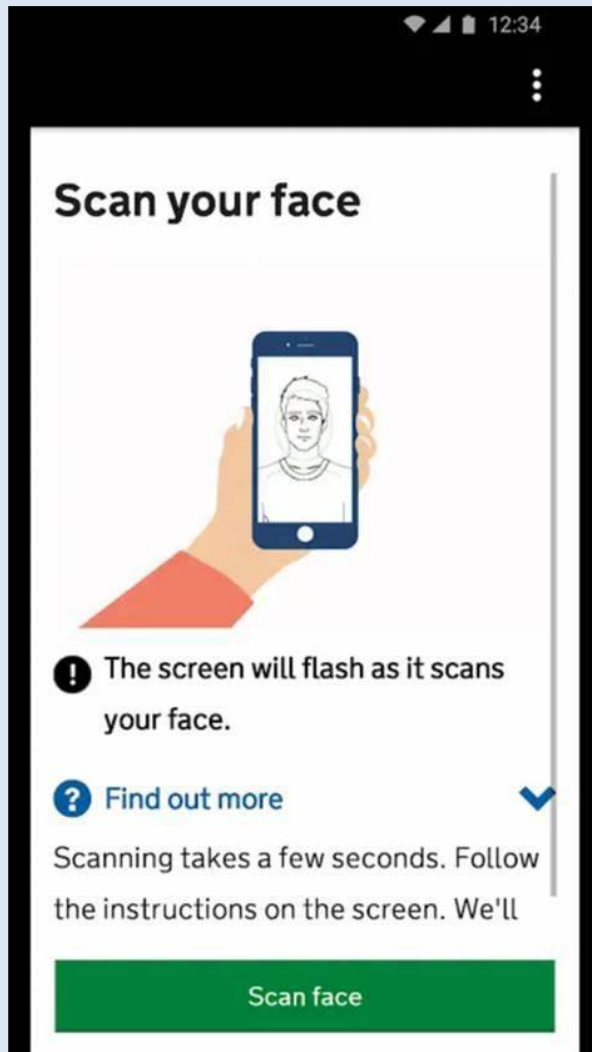 12:34
Scan your face
The screen will flash as it scans
your face.
Find out more
Scanning takes a few seconds. Follow
the instructions on the screen. We'll
Scan face